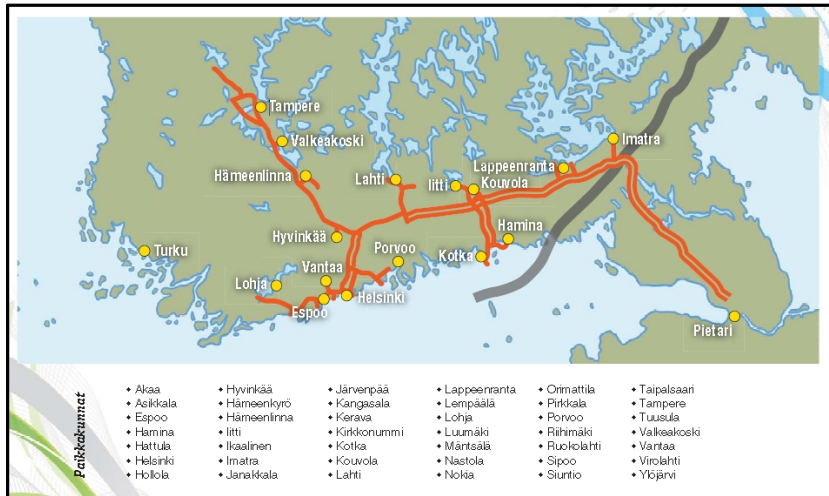 Tampere
Valkeakoski
Hämeenlinna
Lahti
Iitti
Lappeenranta
Kouvola
Imatra
Hamina
Hyvinkää
Turku
Porvoo
Kotka
Vantaa
Lohja
Helsinki
Espoo
Pietari
Paikkakunnat
• Akaa
• Asikkala
• Espoo
• Hamina
• Hattula
• Helsinki
• Hollola
• Hyvinkää
• Hämeenkyrö
• Hämeenlinna
• Iitti
• Ikaalinen
• Imatra
• Janakkala
• Järvenpää
• Kangasala
• Kerava
• Kirkkonummi
• Kotka
• Kouvola
• Lahti
• Lappeenranta
• Lempäälä
• Lohja
• Luumäki
• Mäntsälä
• Nastola
• Nokia
• Orimattila
• Pirkkala
• Porvoo
• Riihimäki
• Ruokolahti
• Sipoo
• Siuntio
• Taipalsaari
• Tampere
• Tuusula
• Valkeakoski
• Vantaa
• Virolahti
• Ylöjärvi